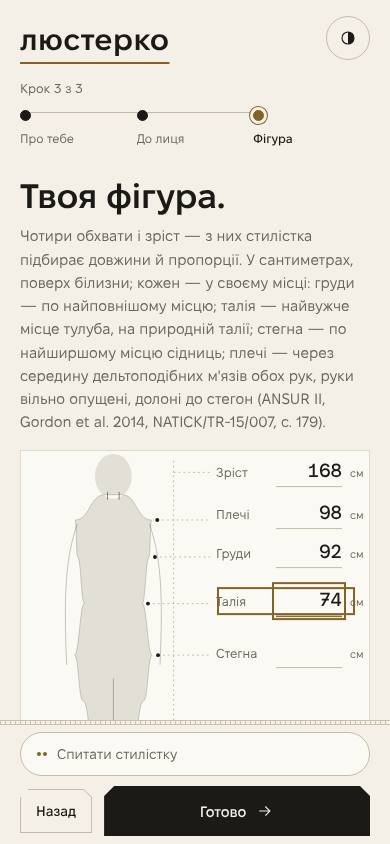 люстерко
Крок 3 з 3
Про тебе
До лиця
Фігура
Твоя фігура.
Чотири обхвати і зріст — з них стилістка
підбирає довжини й пропорції. У сантиметрах,
поверх білизни; кожен — у своєму місці: груди
— по найповнішому місцю; талія — найвужче
місце тулуба, на природній талії; стегна — по
найширшому місцю сідниць; плечі — через
середину дельтоподібних м'язів обох рук, руки
вільно опущені, долоні до стегон (ANSUR II,
Gordon et al. 2014, NATICK/TR-15/007, с. 179).
Зріст 168 см
Плечі 98 см
Груди 92 см
Талія 74 см
Стегна см
Спитати стилістку
Назад
Готово →